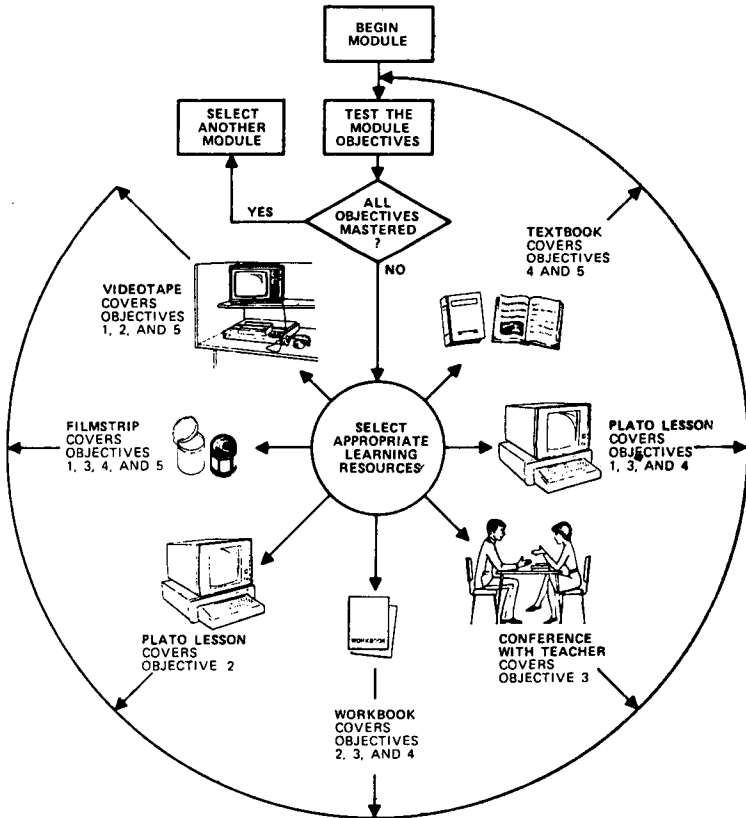 BEGIN
MODULE
SELECT
ANOTHER
MODULE
TEST THE
MODULE
OBJECTIVES
YES
ALL
OBJECTIVES
MASTERED
?
NO
TEXTBOOK
COVERS
OBJECTIVES
4 AND 5
VIDEOTAPE
COVERS
OBJECTIVES
1, 2, AND 5
SELECT
APPROPRIATE
LEARNING
RESOURCES
FILMSTRIP
COVERS
OBJECTIVES
1, 3, 4, AND 5
PLATO LESSON
COVERS
OBJECTIVES
1, 3, AND 4
PLATO LESSON
COVERS
OBJECTIVE 2
WORKBOOK
CONFERENCE
WITH TEACHER
COVERS
OBJECTIVE 3
WORKBOOK
COVERS
OBJECTIVES
2, 3, AND 4